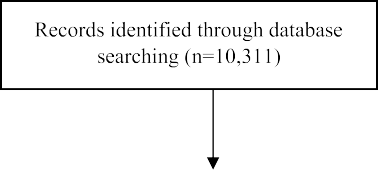 Records identified through database
searching (n=10,311)